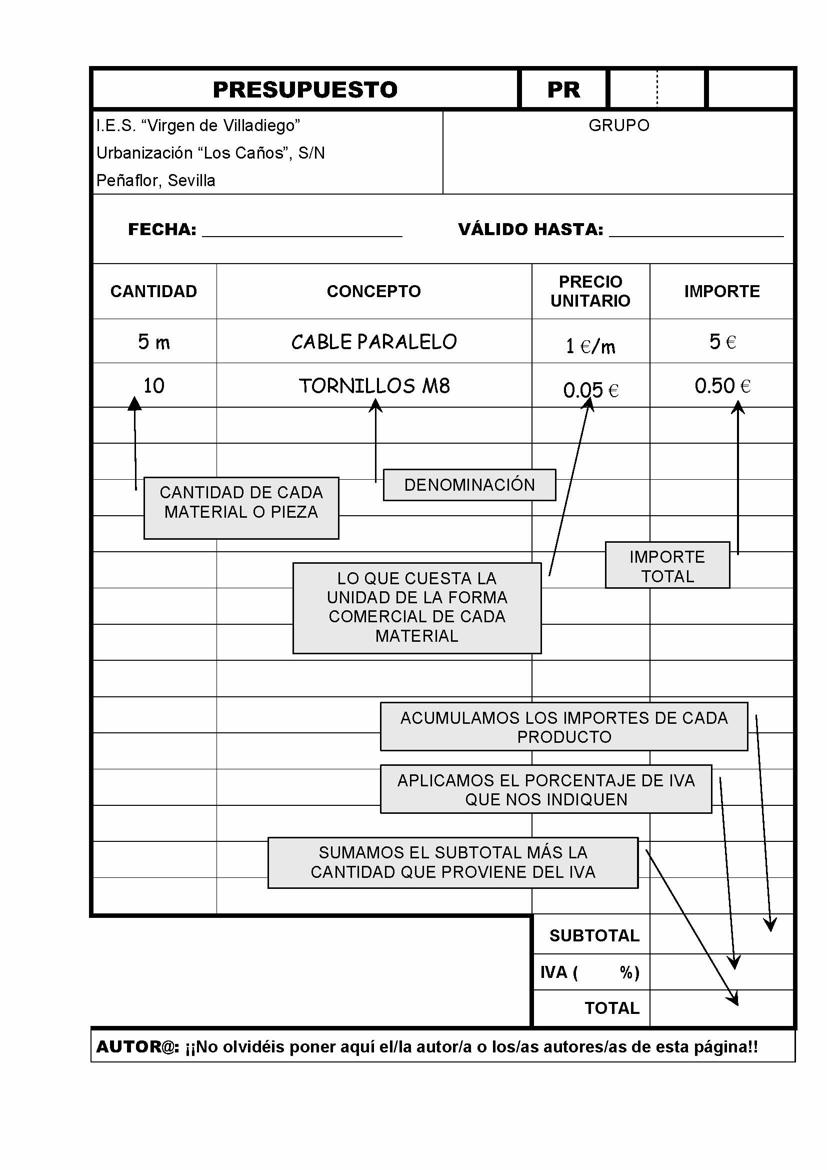 PRESUPUESTO PR
I.E.S. “Virgen de Villadiego” GRUPO
Urbanización “Los Caños”, S/N
Peñaflor, Sevilla
FECHA: ____________________ VÁLIDO HASTA: __________________
CANTIDAD CONCEPTO PRECIO UNITARIO IMPORTE
5 m CABLE PARALELO 1 €/m 5 €
10 TORNILLOS M8 0.05 € 0.50 €
CANTIDAD DE CADA
MATERIAL O PIEZA
DENOMINACIÓN
LO QUE CUESTA LA
UNIDAD DE LA FORMA
COMERCIAL DE CADA
MATERIAL
IMPORTE
TOTAL
ACUMULAMOS LOS IMPORTES DE CADA
PRODUCTO
APLICAMOS EL PORCENTAJE DE IVA
QUE NOS INDIQUEN
SUMAMOS EL SUBTOTAL MÁS LA
CANTIDAD QUE PROVIENE DEL IVA
SUBTOTAL
IVA ( %)
TOTAL
AUTOR@: ¡¡No olvidéis poner aquí el/la autor/a o los/as autores/as de esta página!!